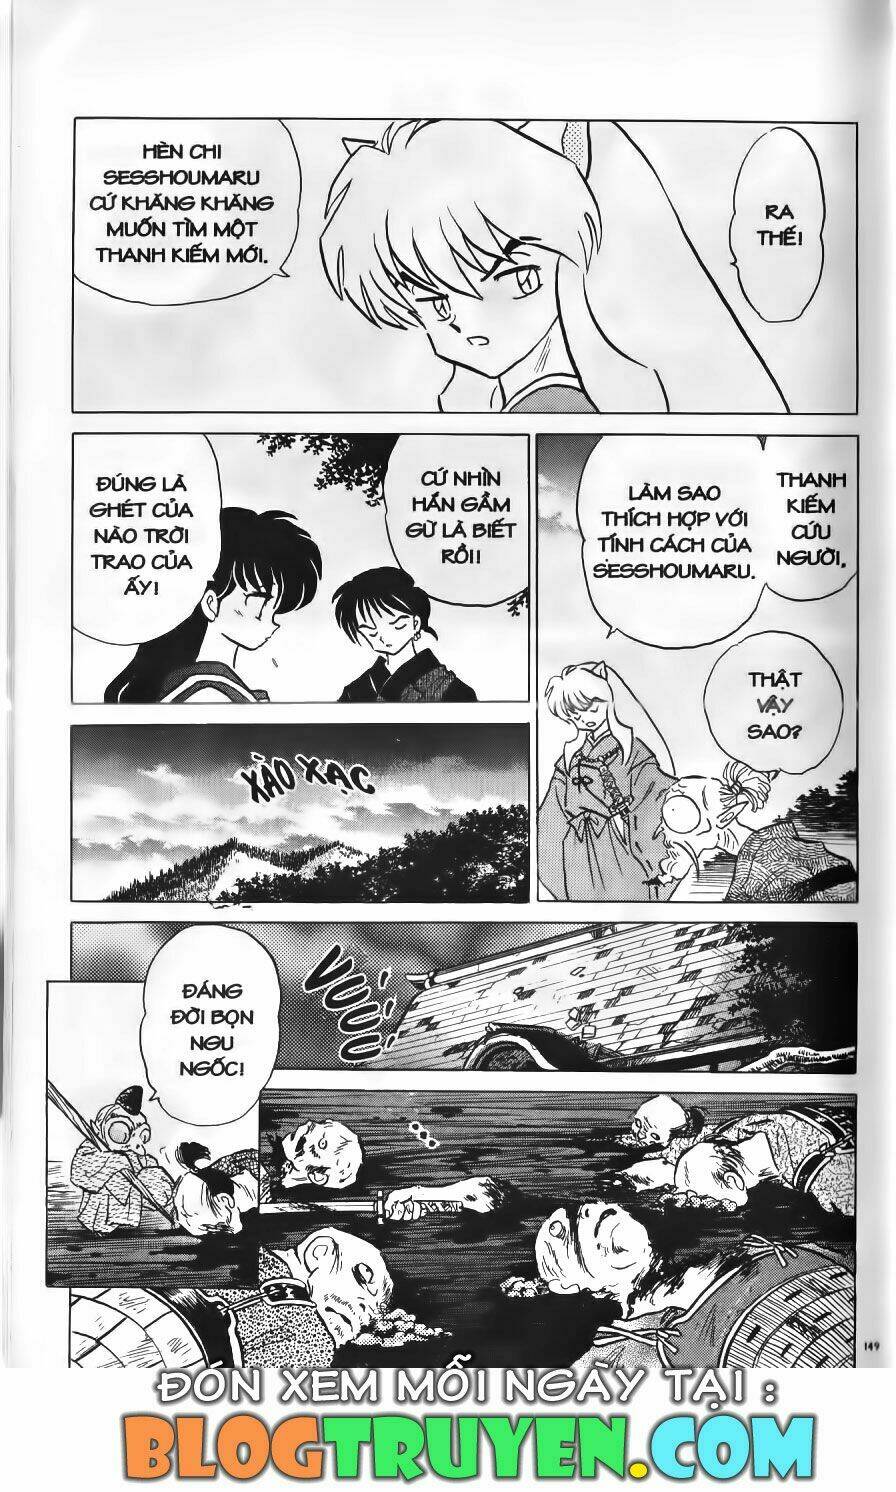 RA
THẾ!
HÈN CHI
SESSHOUMARU
CỨ KHĂNG KHĂNG
MUỐN TÌM MỘT
THANH KIẾM MỚI.
THANH
KIẾM
CỨU
NGƯỜI,
LÀM SAO
THÍCH HỢP VỚI
TÍNH CÁCH CỦA
SESSHOUMARU.
THẬT
VẬY
SAO?
CỨ NHÌN
HẮN GẦM
GỪ LÀ BIẾT
RỒI!
ĐÚNG LÀ
GHÉT CỦA
NÀO TRỜI
TRAO CỦA
ẤY!
XÀO XẠC
VUUU
ĐÁNG
ĐỜI BỌN
NGU
NGỐC!
...
149
ĐÓN XEM MỖI NGÀY TẠI :
BLOGTRUYEN.COM